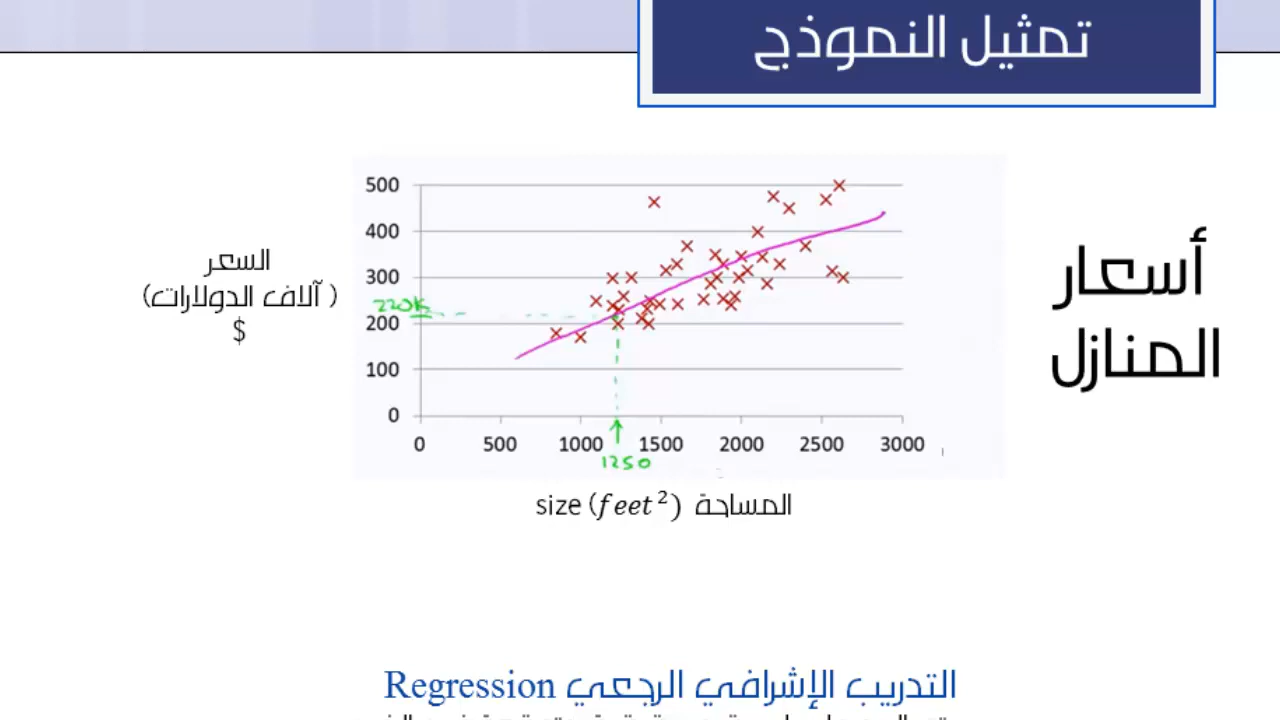 تمثيل النموذج
أسعار
المنازل
السعر
( آلاف الدولارات)
$
500
400
300
220K
200
100
0
0 500 1000 1500 2000 2500 3000
1250
المساحة size (feet²)
التدريب الإشرافي الرجعي Regression